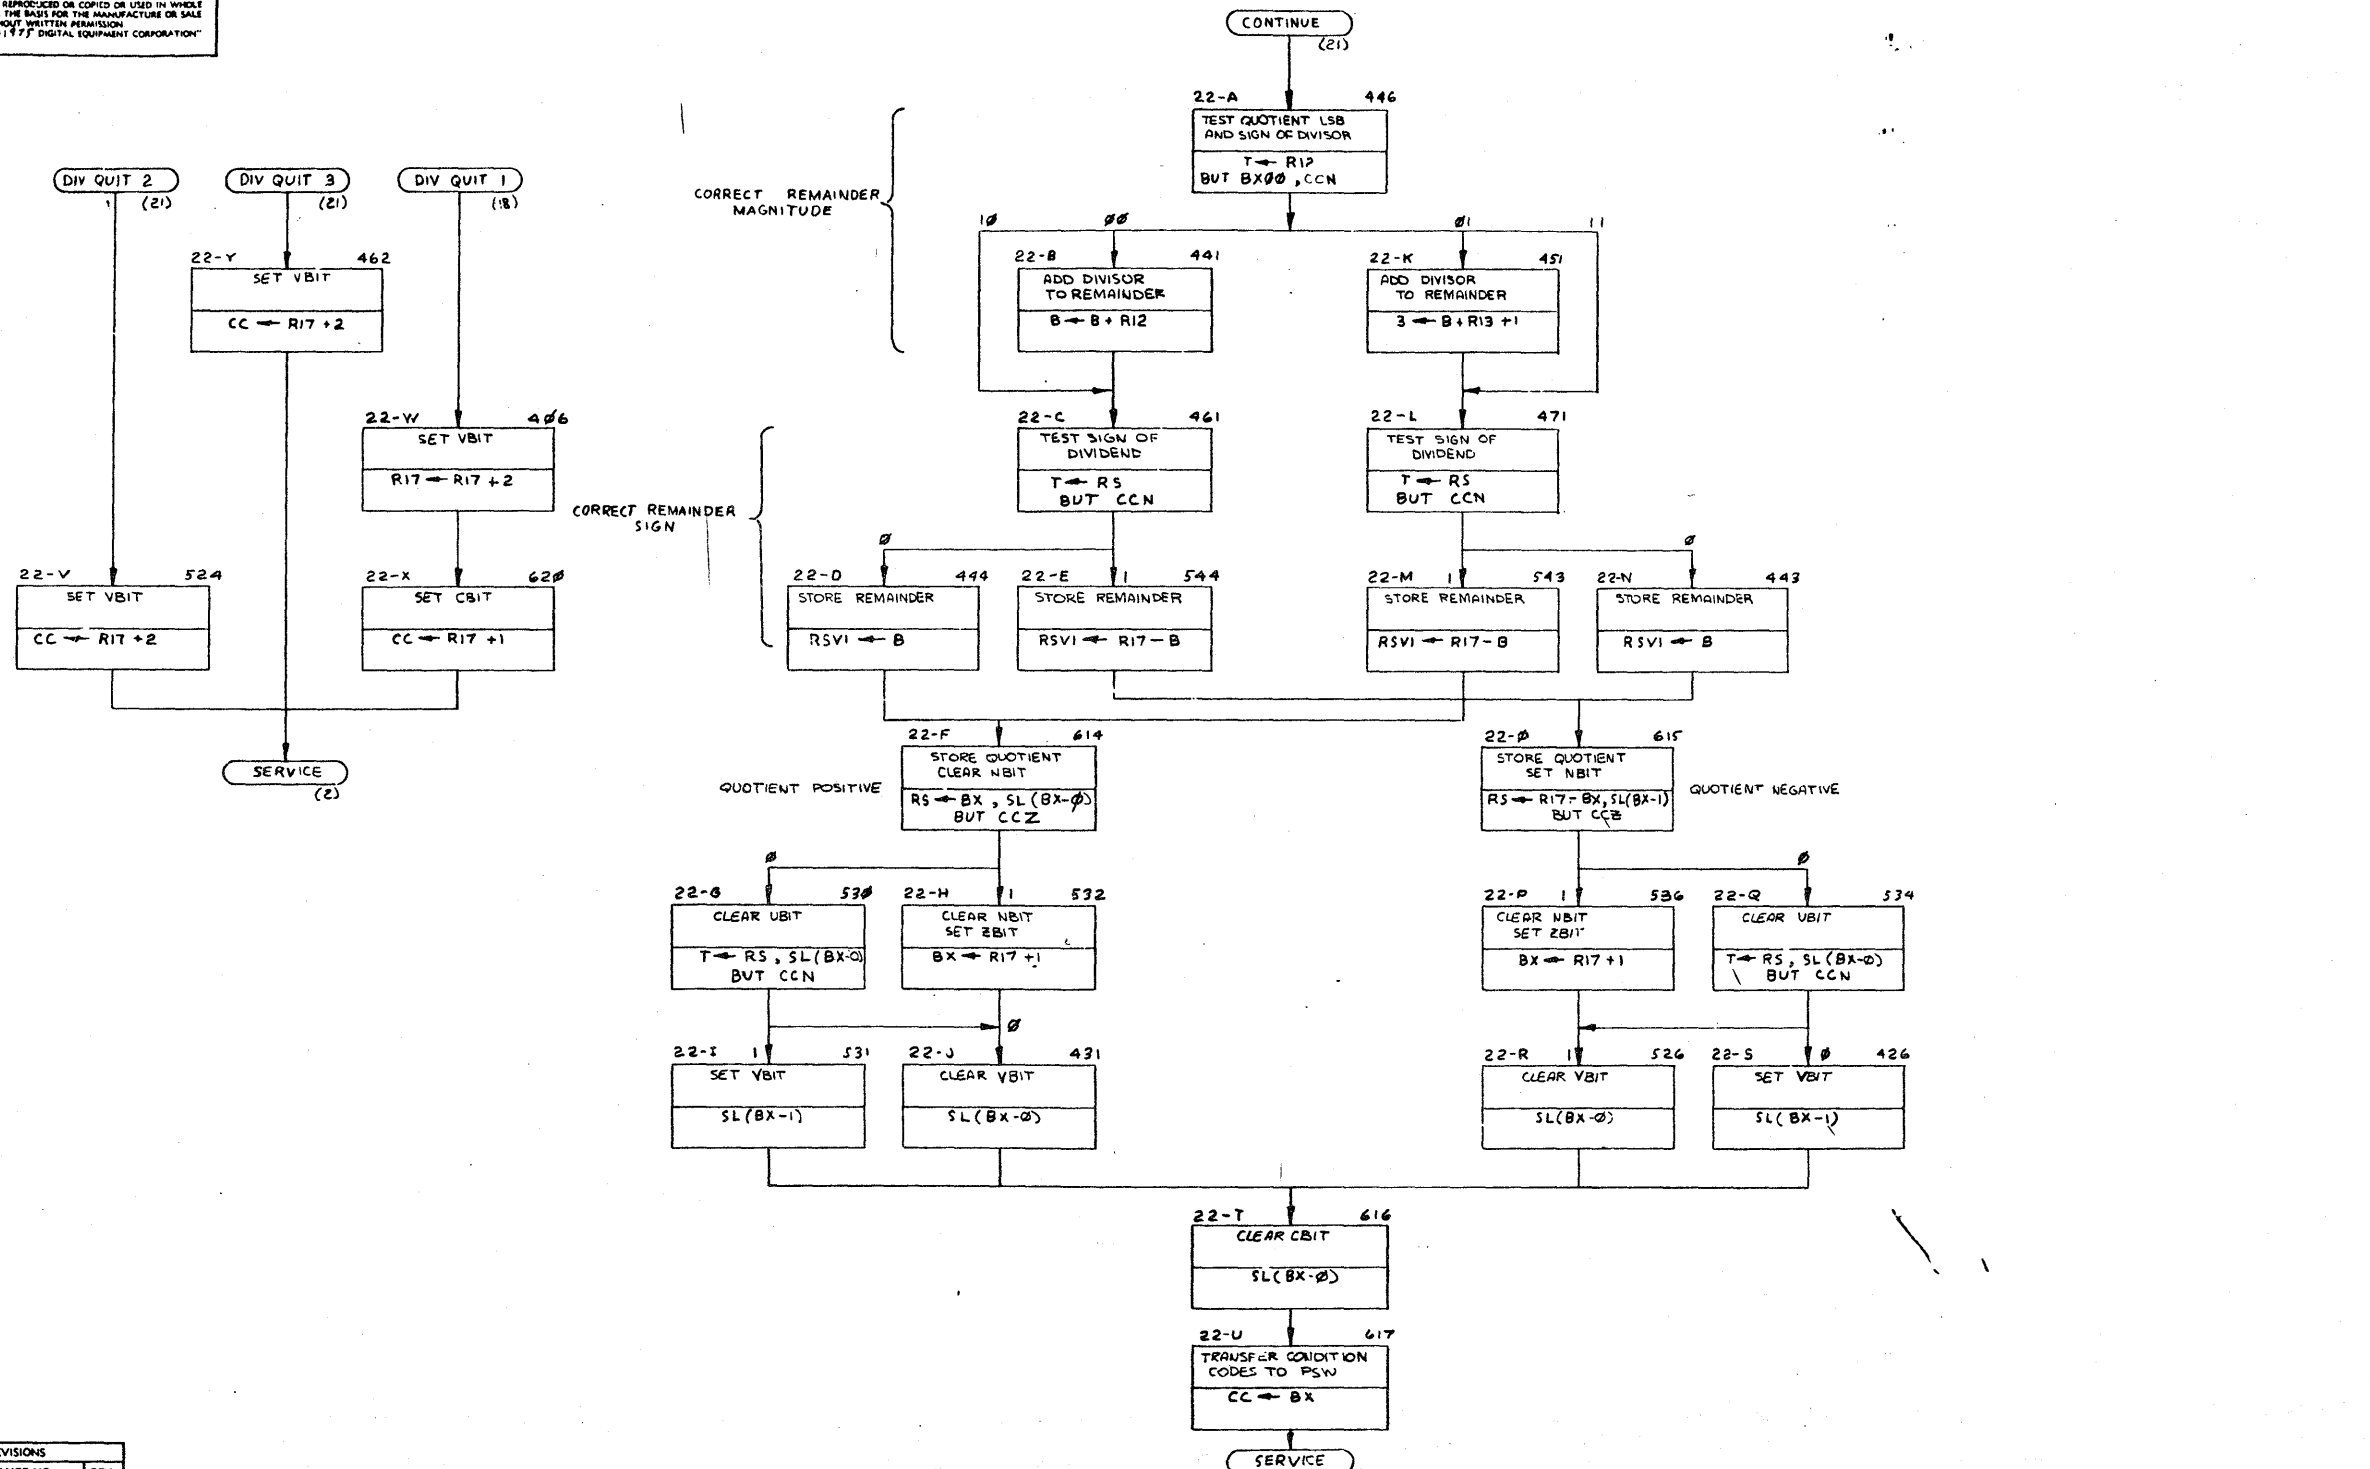 REPRODUCED OR COPIED OR USED IN WHOLE
THE BASIS FOR THE MANUFACTURE OR SALE
HOUT WRITTEN PERMISSION
1975 DIGITAL EQUIPMENT CORPORATION"
CONTINUE
(21)
22-A 446
TEST QUOTIENT LSB
AND SIGN OF DIVISOR
T← R12
BUT BXØØ ,CCN
DIV QUIT 2
(21)
DIV QUIT 3
(21)
DIV QUIT 1
(18)
CORRECT REMAINDER
MAGNITUDE
1Ø ØØ Ø1 11
22-Y 462
SET VBIT
CC ← R17 +2
22-B 441
ADD DIVISOR
TO REMAINDER
B ← B + R12
22-K 451
ADD DIVISOR
TO REMAINDER
← B+R13 +1
22-W 4Ø6
SET VBIT
R17 ← R17 +2
22-C 461
TEST SIGN OF
DIVIDEND
T← RS
BUT CCN
22-L 471
TEST SIGN OF
DIVIDEND
T ← RS
BUT CCN
CORRECT REMAINDER
SIGN
Ø
Ø
22-V 524
SET VBIT
CC ← R17 +2
22-X 62Ø
SET CBIT
CC ← R17 +1
22-D 444
STORE REMAINDER
RSV1 ← B
22-E 1 544
STORE REMAINDER
RSV1 ← R17 - B
22-M 1 543
STORE REMAINDER
RSV1 ← R17 - B
22-N 443
STORE REMAINDER
RSV1 ← B
SERVICE
(2)
QUOTIENT POSITIVE
22-F 614
STORE QUOTIENT
CLEAR NBIT
RS ← BX , SL (BX-Ø)
BUT CCZ
22-Ø 615
STORE QUOTIENT
SET NBIT
RS ← R17- BX, SL(BX-1)
BUT CCZ
QUOTIENT NEGATIVE
Ø
Ø
22-G 53Ø
CLEAR UBIT
T← RS , SL(BX-0)
BUT CCN
22-H 1 532
CLEAR NBIT
SET ZBIT
BX ← R17 +1
22-P 1 536
CLEAR NBIT
SET ZBIT
BX ← R17 +1
22-Q 534
CLEAR VBIT
T← RS, SL(BX-Ø)
BUT CCN
Ø
22-I 1 531
SET VBIT
SL(BX-1)
22-J 431
CLEAR VBIT
SL(BX-Ø)
22-R 1 526
CLEAR VBIT
SL(BX-Ø)
22-S Ø 426
SET VBIT
SL(BX-1)
22-T 616
CLEAR CBIT
SL(BX-Ø)
22-U 617
TRANSFER CONDITION
CODES TO PSW
CC ← BX
SERVICE
VISIONS